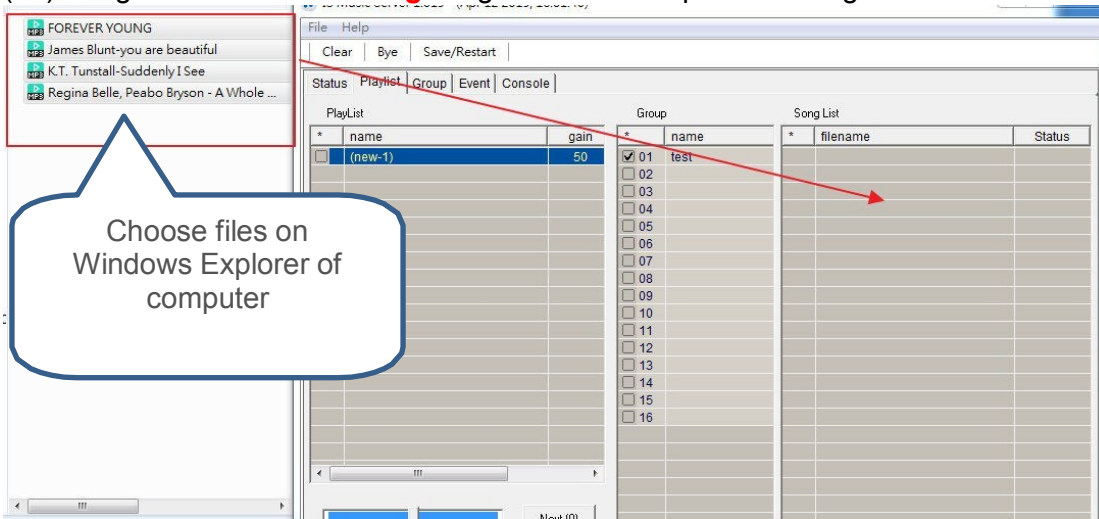 FOREVER YOUNG
James Blunt-you are beautiful
K.T. Tunstall-Suddenly I See
Regina Belle, Peabo Bryson - A Whole ...
Choose files on
Windows Explorer of
computer
File Help
Clear Bye Save/Restart
Status Playlist Group Event Console
PlayList Group Song List
* name gain * name * filename Status
(new-1) 50 01 test
02
03
04
05
06
07
08
09
10
11
12
13
14
15
16